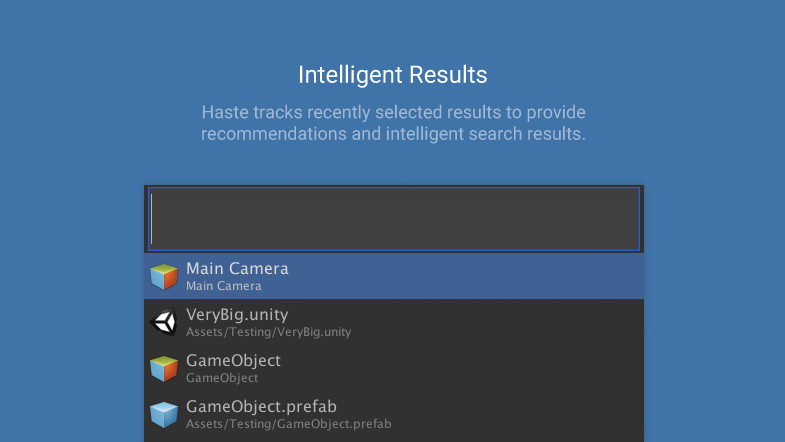 Intelligent Results
Haste tracks recently selected results to provide
recommendations and intelligent search results.
Main Camera
Main Camera
VeryBig.unity
Assets/Testing/VeryBig.unity
GameObject
GameObject
GameObject.prefab
Assets/Testing/GameObject.prefab